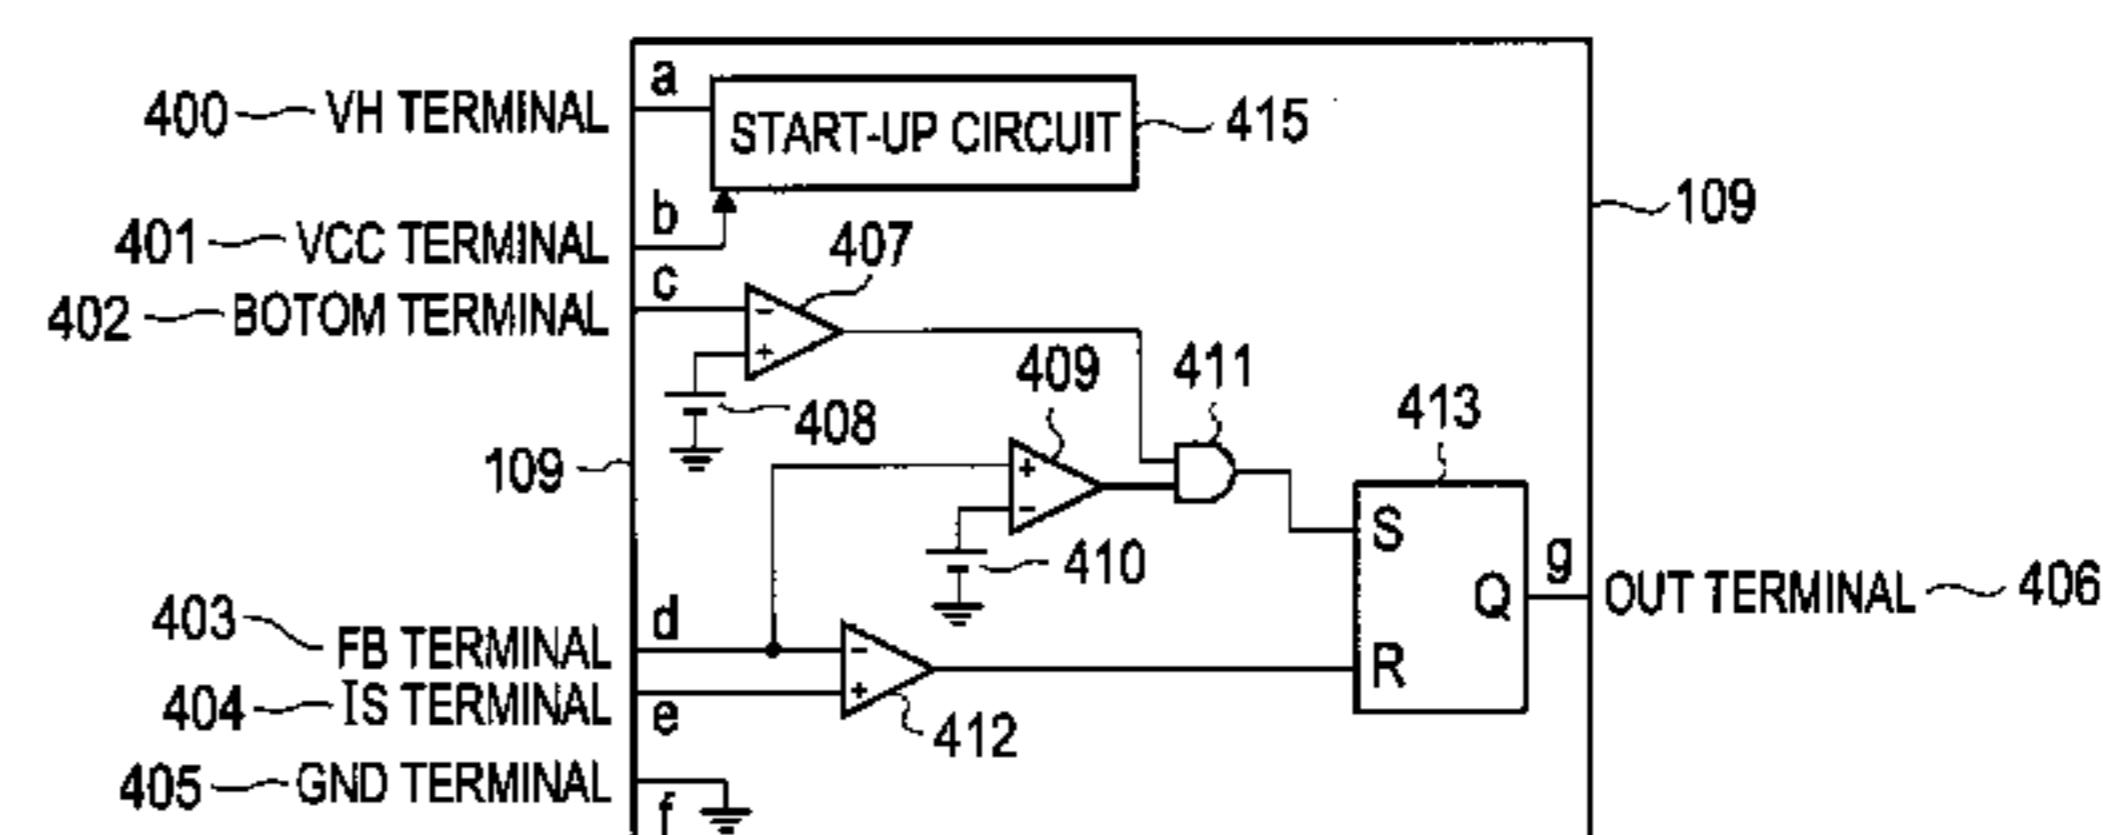 a
400 VH TERMINAL
START-UP CIRCUIT 415
b
109
401 VCC TERMINAL
407
c
402 BOTOM TERMINAL
-
+
409
411
408
413
109
+
-
S
410
g
403
d
Q
OUT TERMINAL 406
FB TERMINAL
-
R
404 IS TERMINAL
+
e
412
405 GND TERMINAL
f